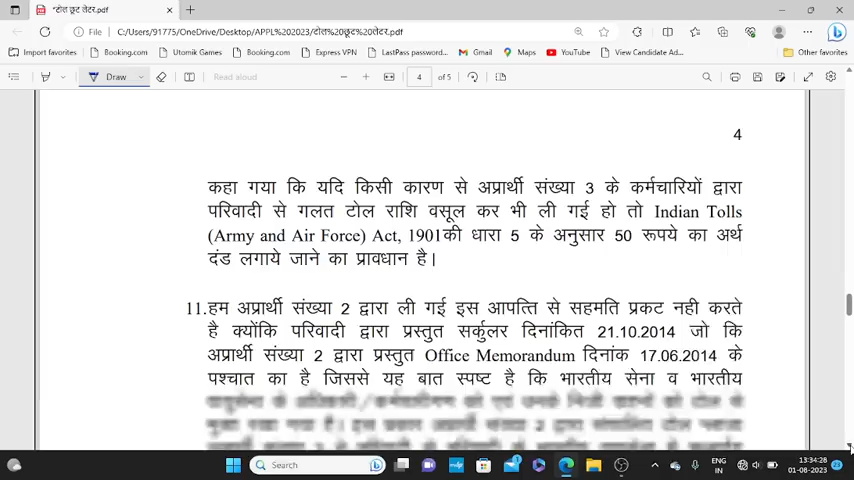 *टोल छूट लेटर.pdf
File C:/Users/91775/OneDrive/Desktop/APPL%202023/टोल%20छूट%20लेटर.pdf
Import favorites Booking.com Utomik Games Booking.com Express VPN LastPass password... Gmail Maps YouTube View Candidate Ad... Other favorites
Draw Read aloud 4 of 5
4
कहा गया कि यदि किसी कारण से अप्रार्थी संख्या 3 के कर्मचारियों द्वारा
परिवादी से गलत टोल राशि वसूल कर भी ली गई हो तो Indian Tolls
(Army and Air Force) Act, 1901की धारा 5 के अनुसार 50 रूपये का अर्थ
दंड लगाये जाने का प्रावधान है।
11.हम अप्रार्थी संख्या 2 द्वारा ली गई इस आपत्ति से सहमति प्रकट नही करते
है क्योंकि परिवादी द्वारा प्रस्तुत सर्कुलर दिनांकित 21.10.2014 जो कि
अप्रार्थी संख्या 2 द्वारा प्रस्तुत Office Memorandum दिनांक 17.06.2014 के
पश्चात का है जिससे यह बात स्पष्ट है कि भारतीय सेना व भारतीय
Search
ENG
IN
13:34:28
01-08-2023